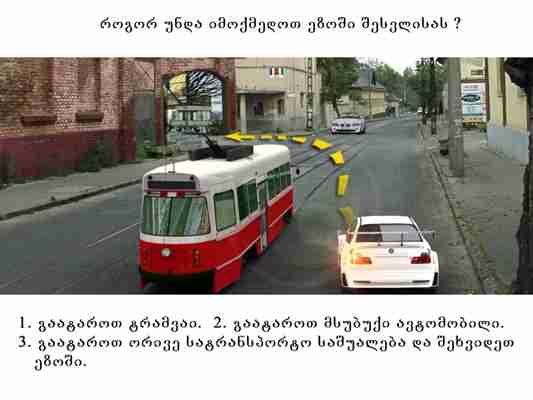 როგორ უნდა იმოქმედოთ ეზოში შესვლისას ?
1. გაატაროთ ტრამვაი. 2. გაატაროთ მსუბუქი ავტომობილი.
3. გაატაროთ ორივე სატრანსპორტო საშუალება და შეხვიდეთ
ეზოში.